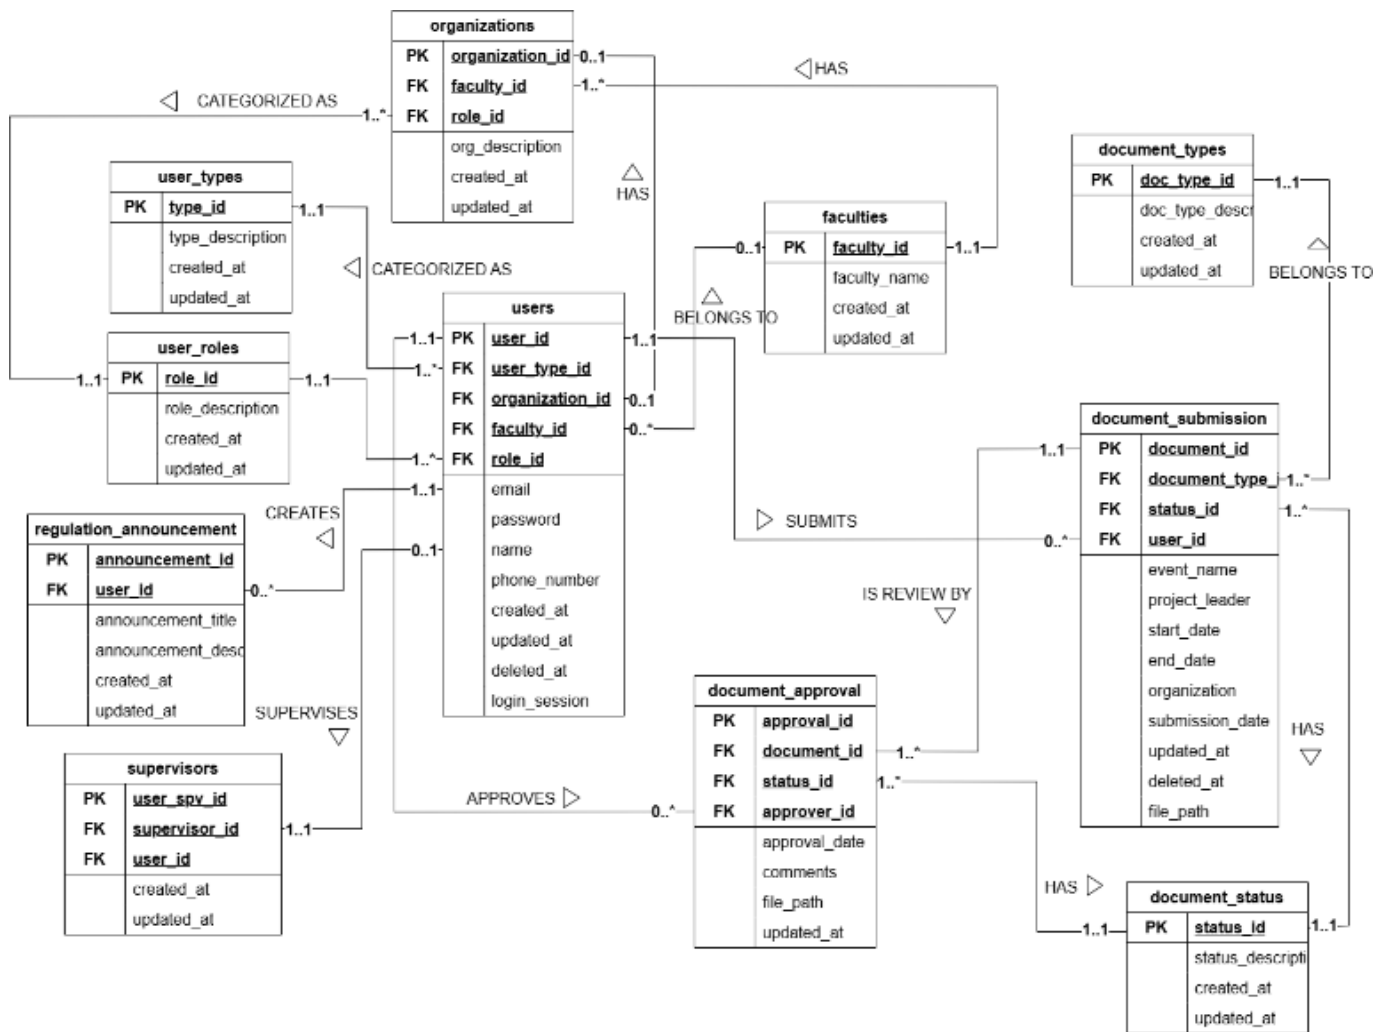 organizations
PK organization_id
FK faculty_id
FK role_id
org_description
created_at
updated_at
0..1
1..*
1..*
HAS
CATEGORIZED AS
HAS
user_types
PK type_id
type_description
created_at
updated_at
1..1
CATEGORIZED AS
document_types
PK doc_type_id
doc_type_descr
created_at
updated_at
1..1
BELONGS TO
faculties
PK faculty_id
faculty_name
created_at
updated_at
0..1
1..1
BELONGS TO
user_roles
PK role_id
role_description
created_at
updated_at
1..1
1..1
users
PK user_id
FK user_type_id
FK organization_id
FK faculty_id
FK role_id
email
password
name
phone_number
created_at
updated_at
deleted_at
login_session
1..1
1..1
1..*
0..1
0..*
1..*
1..1
0..1
CREATES
SUBMITS
SUPERVISES
APPROVES
regulation_announcement
PK announcement_id
FK user_id
announcement_title
announcement_desc
created_at
updated_at
0..*
document_submission
PK document_id
FK document_type_i
FK status_id
FK user_id
event_name
project_leader
start_date
end_date
organization
submission_date
updated_at
deleted_at
file_path
1..1
1..*
1..*
0..*
IS REVIEW BY
HAS
document_approval
PK approval_id
FK document_id
FK status_id
FK approver_id
approval_date
comments
file_path
updated_at
1..*
1..*
0..*
HAS
supervisors
PK user_spv_id
FK supervisor_id
FK user_id
created_at
updated_at
1..1
document_status
PK status_id
status_descripti
created_at
updated_at
1..1
1..1